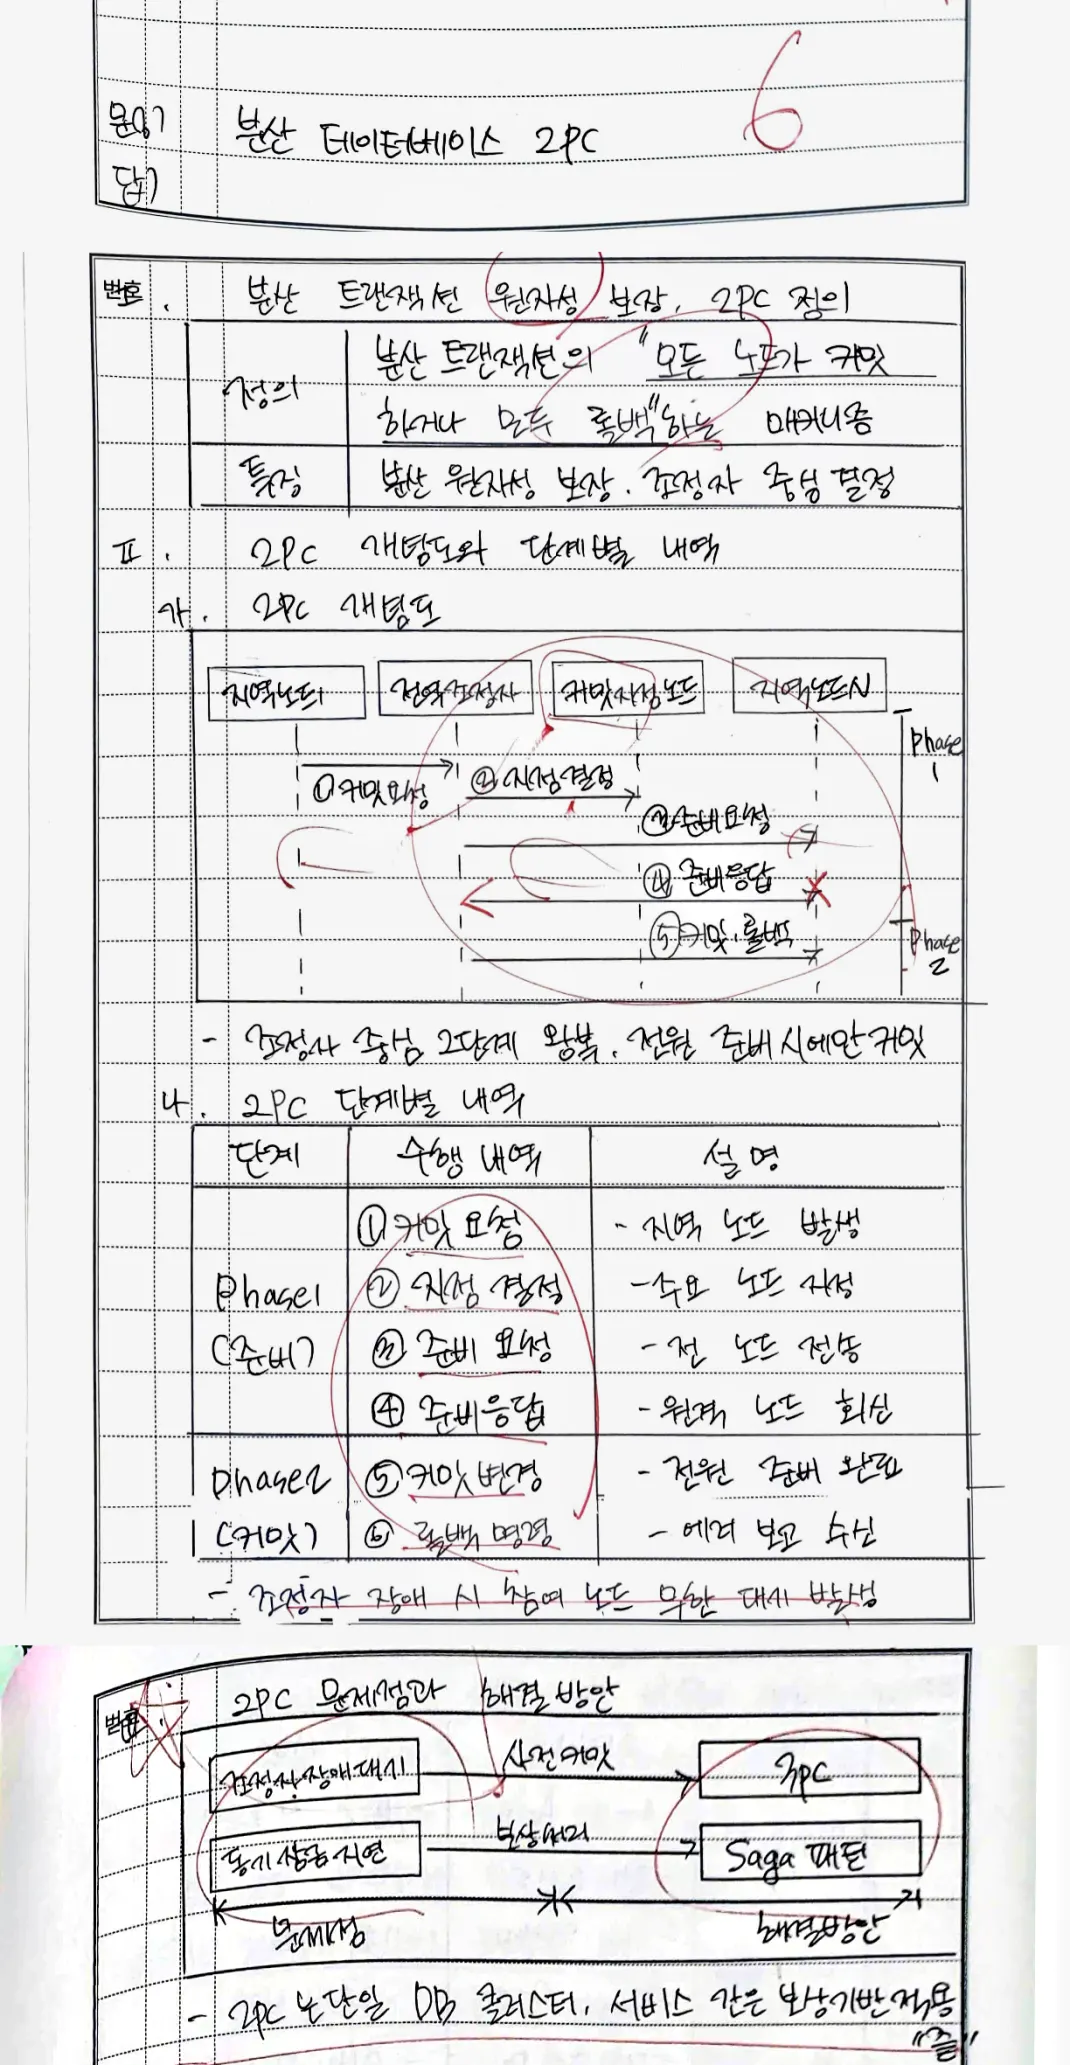 문9)
분산 데이터베이스 2PC
6
답)
번호
분산 트랜잭션 원자성 보장, 2PC 정의
정의
분산 트랜잭션의 "모든 노드가 커밋
하거나 모두 롤백"하는 매커니즘
특징
분산 원자성 보장, 조정자 중심 결정
Ⅱ. 2PC 개념도와 단계별 내역
가. 2PC 개념도
지역노드1 전역조정자 커밋지정노드 지역노드N
Phase 1
①커밋요청 ②지정결정
③준비요청
④준비응답
⑤커밋·롤백
Phase 2
- 조정자 중심 2단계 왕복, 전원 준비 시에만 커밋
나. 2PC 단계별 내역
단계 수행 내역 설명
Phase1
(준비)
①커밋 요청 - 지역 노드 발생
② 지정 결정 - 수요 노드 지정
③ 준비 요청 - 전 노드 전송
④ 준비응답 - 원격 노드 회신
Phase2
(커밋)
⑤커밋변경 - 전원 준비 완료
⑥ 롤백 명령 - 에러 보고 수신
- 조정자 장애 시 참여 노드 무한 대기 발생
번호
2PC 문제점과 해결방안
조정자장애대기 사전커밋 3PC
동기잠금지연 보상처리 Saga 패턴
문제점 해결방안
- 2PC는 단일 DB 클러스터, 서비스 간은 보상기반적용
"끝"